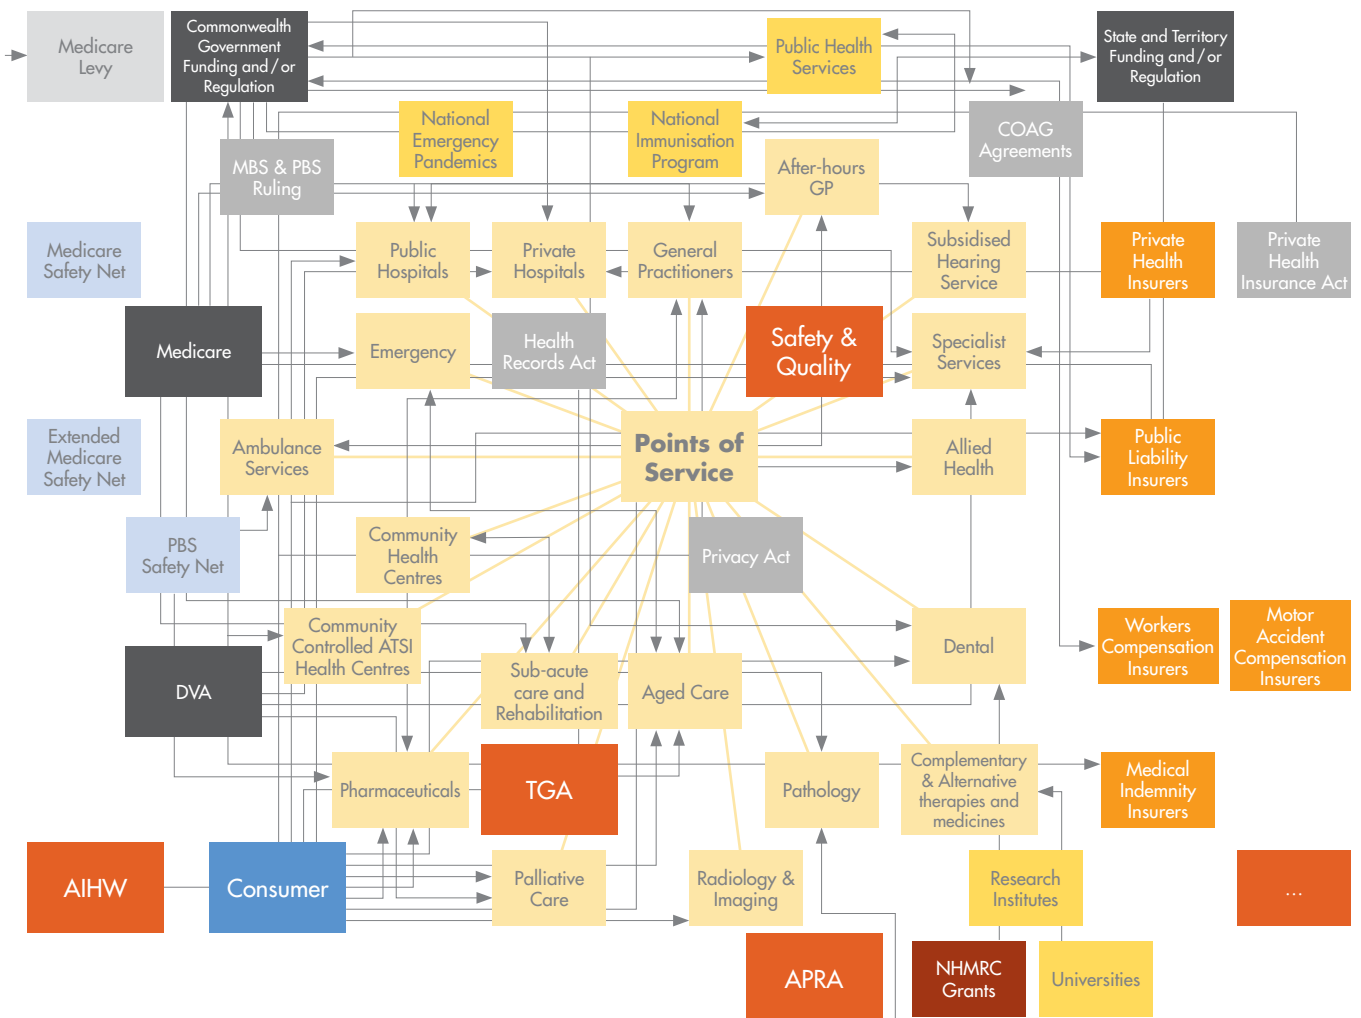 Medicare
Levy
Commonwealth
Government
Funding and / or
Regulation
Public Health
Services
State and Territory
Funding and / or
Regulation
National
Emergency
Pandemics
National
Immunisation
Program
COAG
Agreements
MBS & PBS
Ruling
After-hours
GP
Medicare
Safety Net
Public
Hospitals
Private
Hospitals
General
Practitioners
Subsidised
Hearing
Service
Private
Health
Insurers
Private
Health
Insurance Act
Medicare
Emergency
Health
Records Act
Safety &
Quality
Specialist
Services
Extended
Medicare
Safety Net
Ambulance
Services
Points of
Service
Allied
Health
Public
Liability
Insurers
PBS
Safety Net
Community
Health
Centres
Privacy Act
Community
Controlled ATSI
Health Centres
Dental
Workers
Compensation
Insurers
Motor
Accident
Compensation
Insurers
DVA
Sub-acute
care and
Rehabilitation
Aged Care
Pharmaceuticals
TGA
Pathology
Complementary
& Alternative
therapies and
medicines
Medical
Indemnity
Insurers
AIHW
Consumer
Palliative
Care
Radiology &
Imaging
Research
Institutes
...
APRA
NHMRC
Grants
Universities